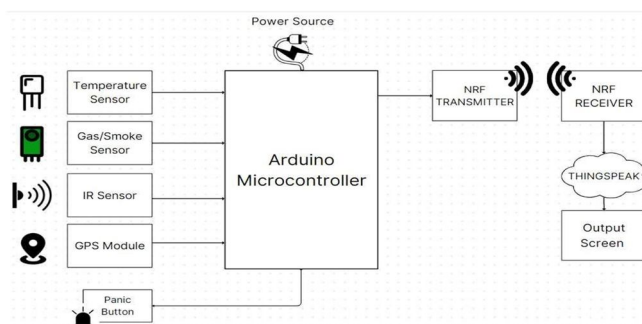 Power Source
Temperature
Sensor
Gas/Smoke
Sensor
IR Sensor
GPS Module
Panic
Button
Arduino
Microcontroller
NRF
TRANSMITTER
NRF
RECEIVER
THINGSPEAK
Output
Screen